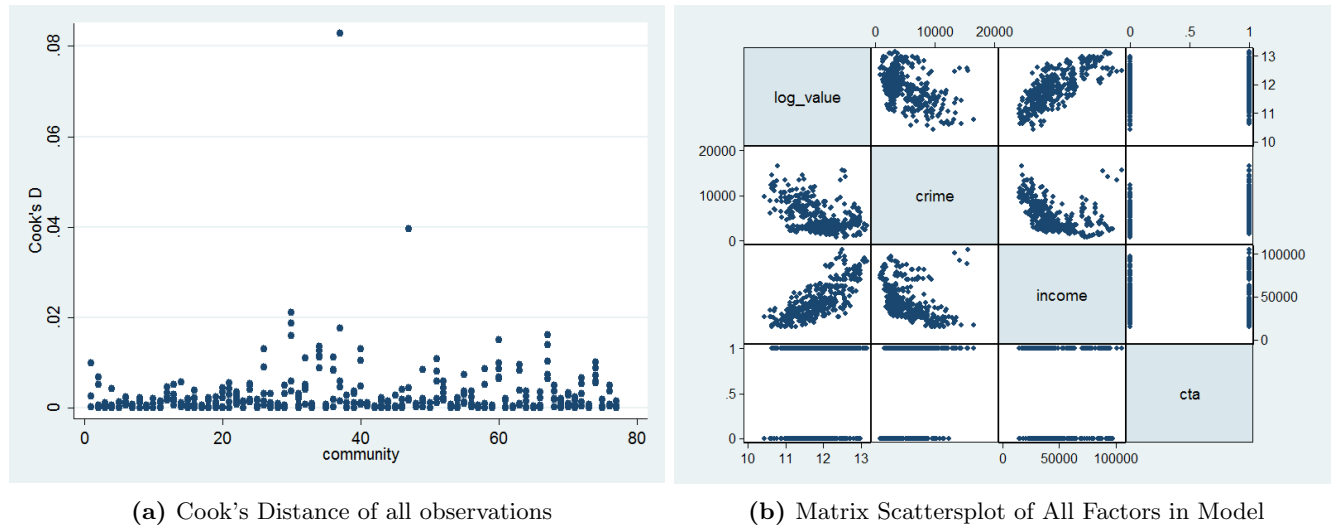 .08
.06
.04
.02
0
Cook's D
0 20 40 60 80
community
(a) Cook's Distance of all observations
0 10000 20000 0 .5 1
log_value
13
12
11
10
20000
10000
0
crime
income
100000
50000
0
1
.5
0
cta
10 11 12 13 0 50000 100000
(b) Matrix Scattersplot of All Factors in Model